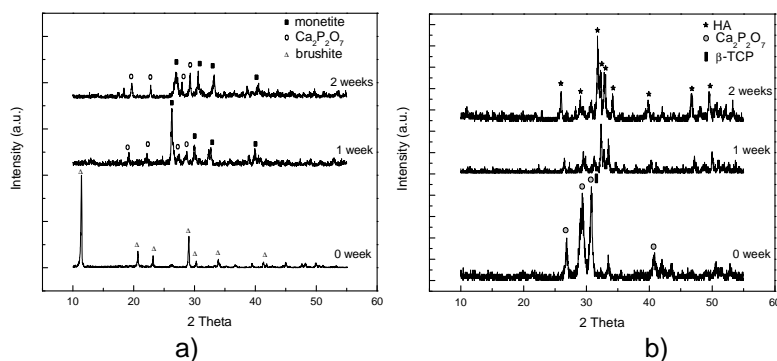 monetite
Ca₂P₂O₇
brushite
2 weeks
1 week
0 week
Intensity (a.u.)
10 20 30 40 50 60
2 Theta
a)
HA
Ca₂P₂O₇
β-TCP
2 weeks
1 week
0 week
Intensity (a.u.)
10 20 30 40 50 60
2 Theta
b)